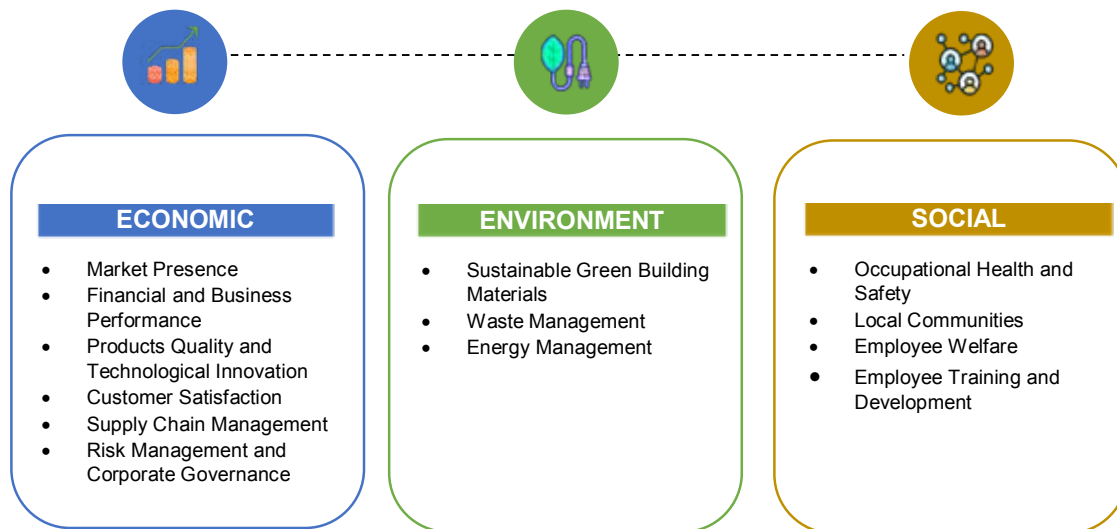 ECONOMIC
• Market Presence
• Financial and Business
Performance
• Products Quality and
Technological Innovation
• Customer Satisfaction
• Supply Chain Management
• Risk Management and
Corporate Governance
ENVIRONMENT
• Sustainable Green Building
Materials
• Waste Management
• Energy Management
SOCIAL
• Occupational Health and
Safety
• Local Communities
• Employee Welfare
• Employee Training and
Development